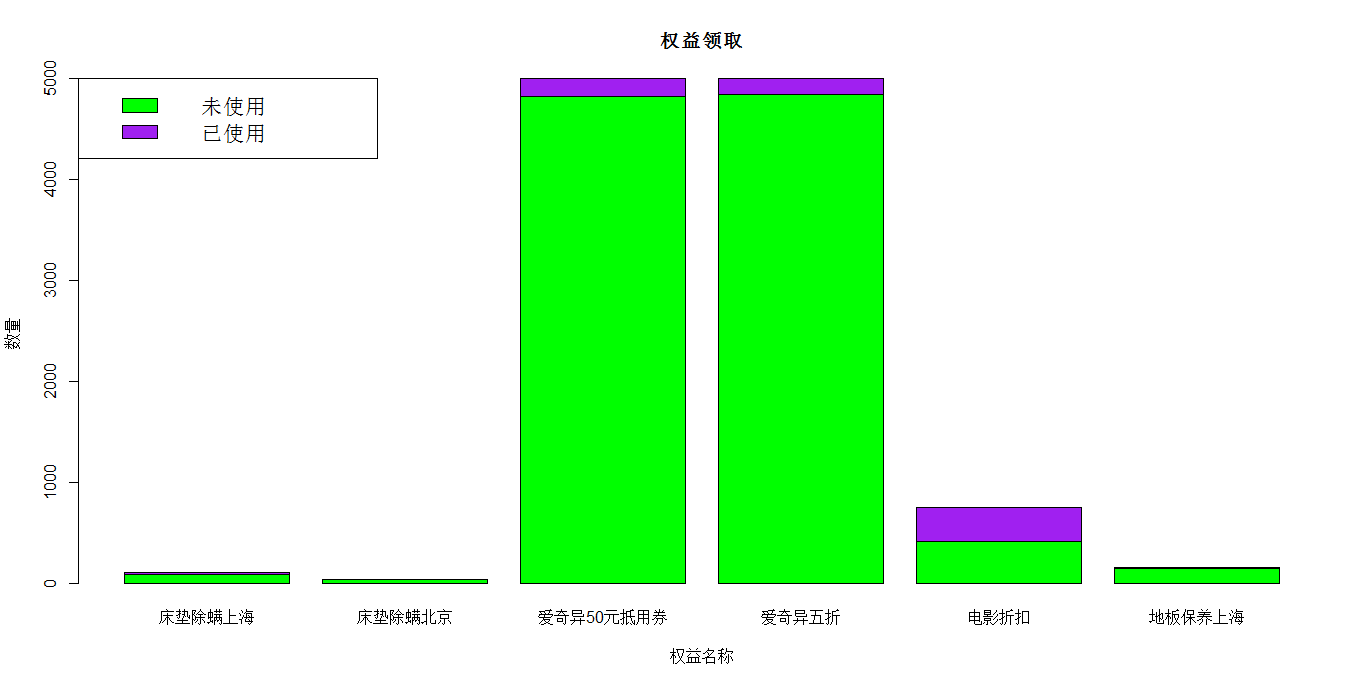 权益领取
未使用
已使用
5000
4000
3000
2000
1000
0
数量
床垫除螨上海
床垫除螨北京
爱奇异50元抵用券
爱奇异五折
电影折扣
地板保养上海
权益名称